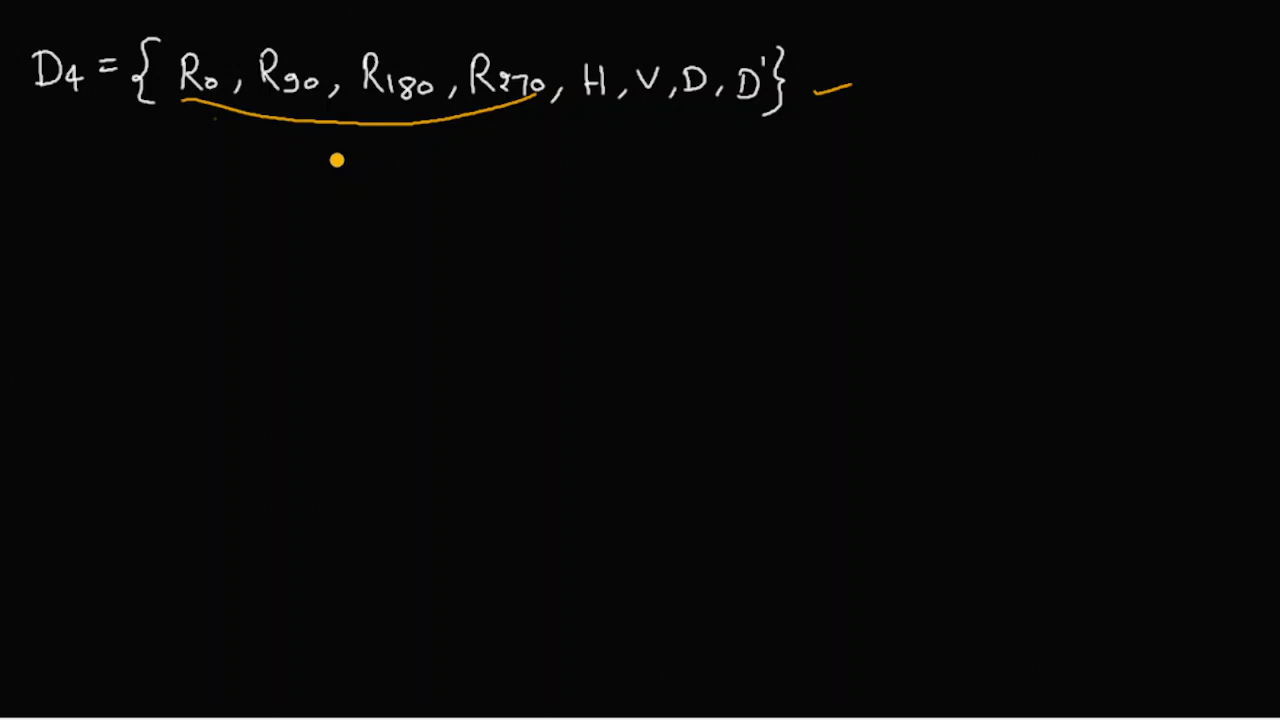 D₄ = { R₀, R₉₀, R₁₈₀, R₂₇₀, H, V, D, D' }